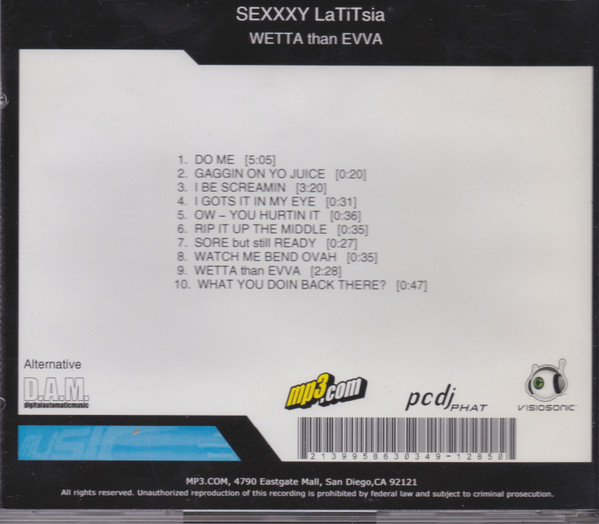 SEXXXY LaTiTsia
WETTA than EVVA
1. DO ME [5:05]
2. GAGGIN ON YO JUICE [0:20]
3. I BE SCREAMIN [3:20]
4. I GOTS IT IN MY EYE [0:31]
5. OW – YOU HURTIN IT [0:36]
6. RIP IT UP THE MIDDLE [0:35]
7. SORE but still READY [0:27]
8. WATCH ME BEND OVAH [0:35]
9. WETTA than EVVA [2:28]
10. WHAT YOU DOIN BACK THERE? [0:47]
Alternative
D.A.M.
digitalautomaticmusic
mp3.com
pcdj
PHAT
VISIOSONIC
music
2139958630349-12850
MP3.COM, 4790 Eastgate Mall, San Diego,CA 92121
All rights reserved. Unauthorized reproduction of this recording is prohibited by federal law and subject to criminal prosecution.